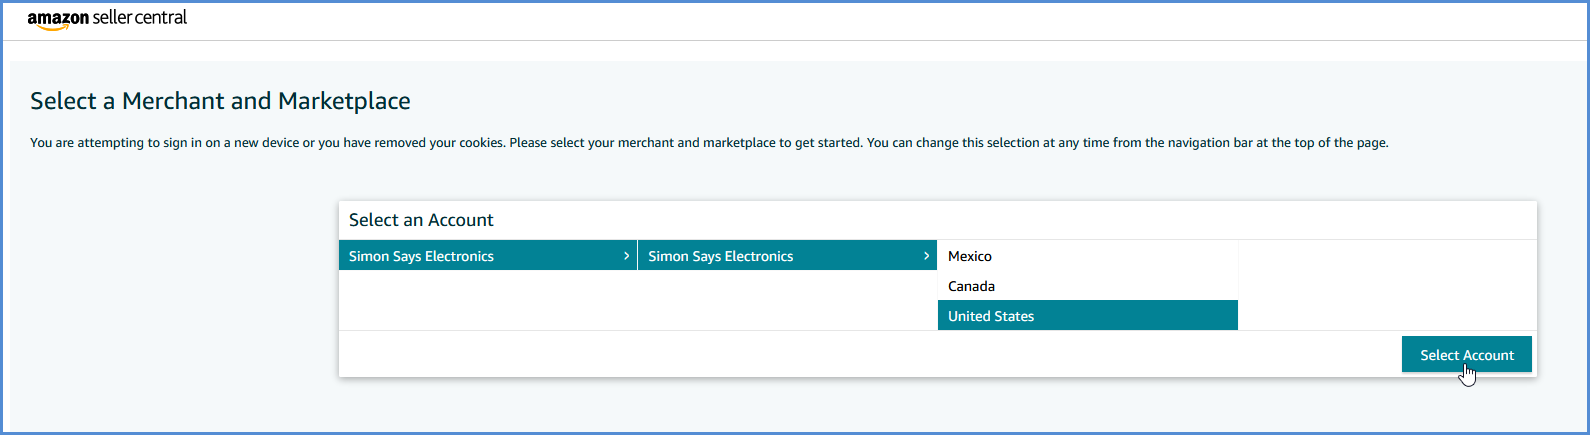 amazon seller central
Select a Merchant and Marketplace
You are attempting to sign in on a new device or you have removed your cookies. Please select your merchant and marketplace to get started. You can change this selection at any time from the navigation bar at the top of the page.
Select an Account
Simon Says Electronics
Simon Says Electronics
Mexico
Canada
United States
Select Account